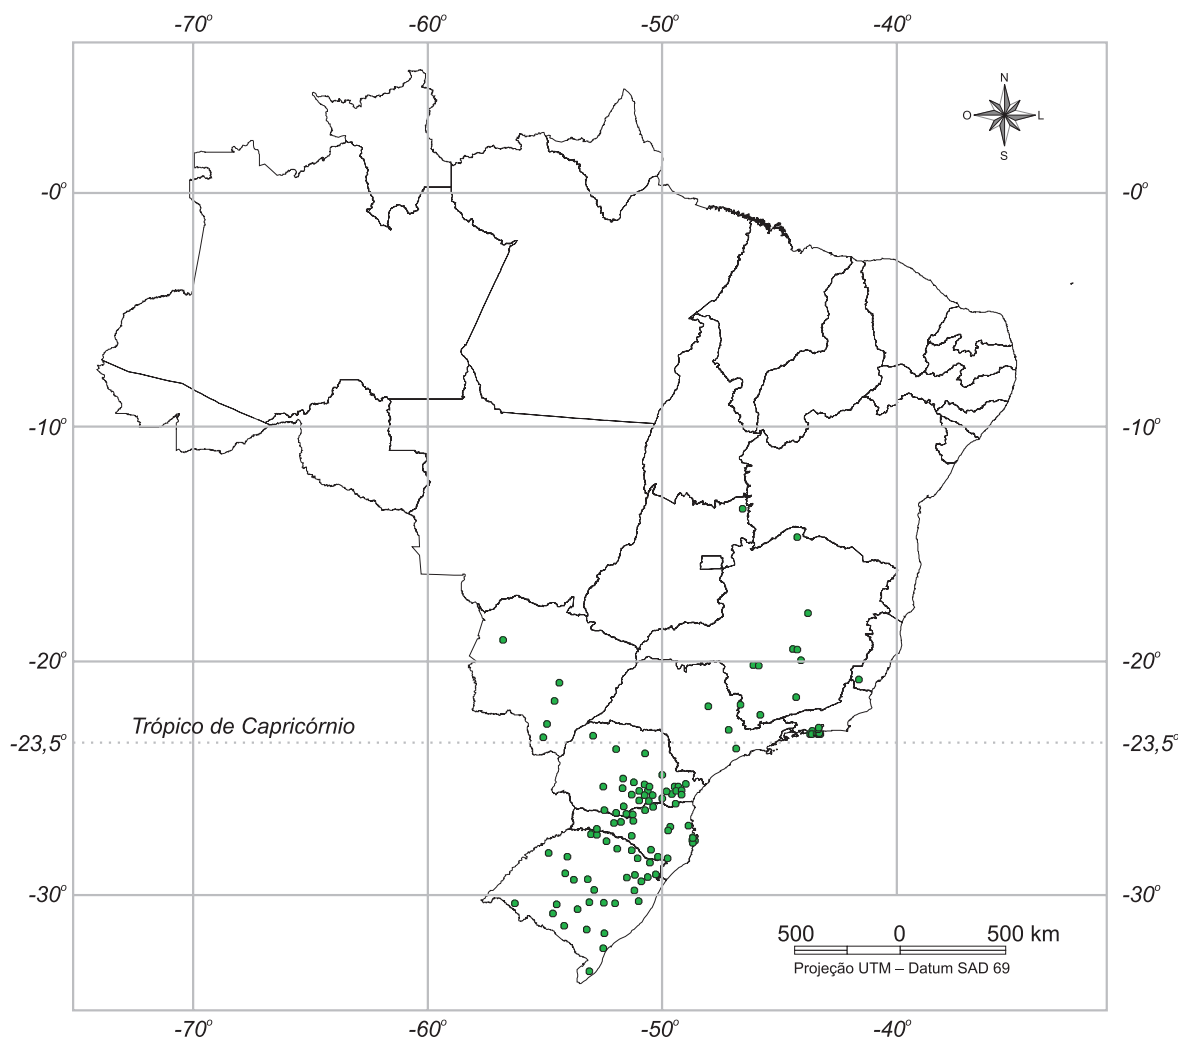 -70º -60º -50º -40º
N
O L
S
-0º -0º
-10º -10º
-20º -20º
Trópico de Capricórnio
-23,5º -23,5º
-30º -30º
500 0 500 km
Projeção UTM – Datum SAD 69
-70º -60º -50º -40º